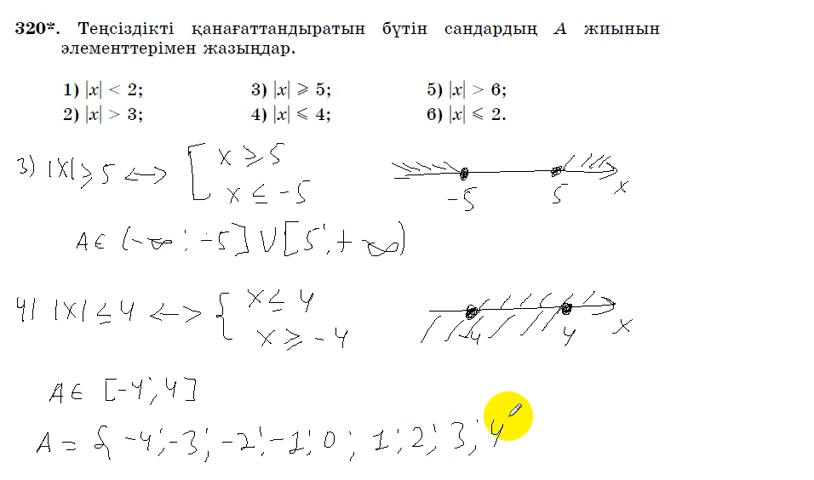 320*. Теңсіздікті қанағаттандыратын бүтін сандардың A жиынын
элементтерімен жазыңдар.
1) |x| < 2; 3) |x| ⩾ 5; 5) |x| > 6;
2) |x| > 3; 4) |x| ⩽ 4; 6) |x| ⩽ 2.
3) |x| ⩾ 5 <-> [ x ⩾ 5
x ≤ -5
-5 5 x
A ∈ (-∞; -5] ∪ [5; +∞)
4) |x| ≤ 4 <-> { x ≤ 4
x ⩾ -4
-4 4 x
A ∈ [-4; 4]
A = { -4; -3; -2; -1; 0; 1; 2; 3; 4